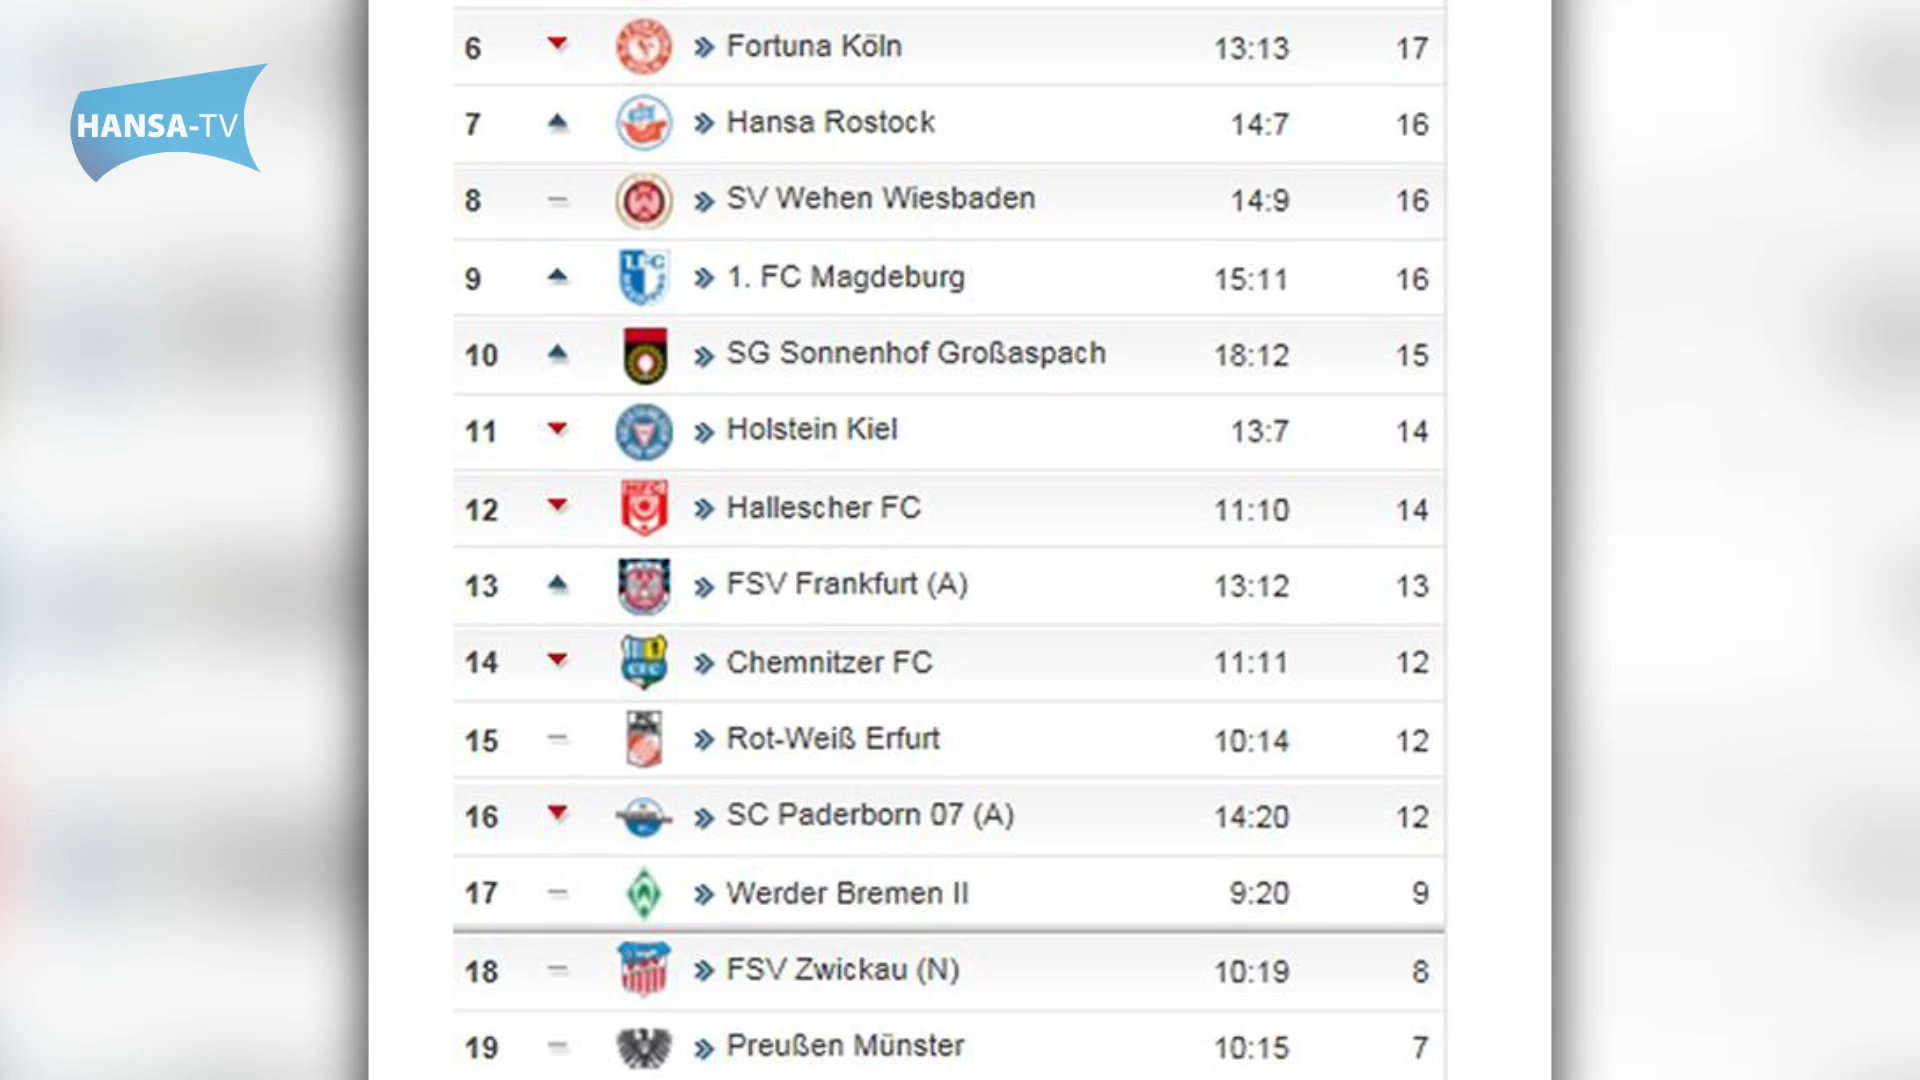 HANSA-TV
6 Fortuna Köln 13:13 17
7 Hansa Rostock 14:7 16
8 SV Wehen Wiesbaden 14:9 16
9 1. FC Magdeburg 15:11 16
10 SG Sonnenhof Großaspach 18:12 15
11 Holstein Kiel 13:7 14
12 Hallescher FC 11:10 14
13 FSV Frankfurt (A) 13:12 13
14 Chemnitzer FC 11:11 12
15 Rot-Weiß Erfurt 10:14 12
16 SC Paderborn 07 (A) 14:20 12
17 Werder Bremen II 9:20 9
18 FSV Zwickau (N) 10:19 8
19 Preußen Münster 10:15 7